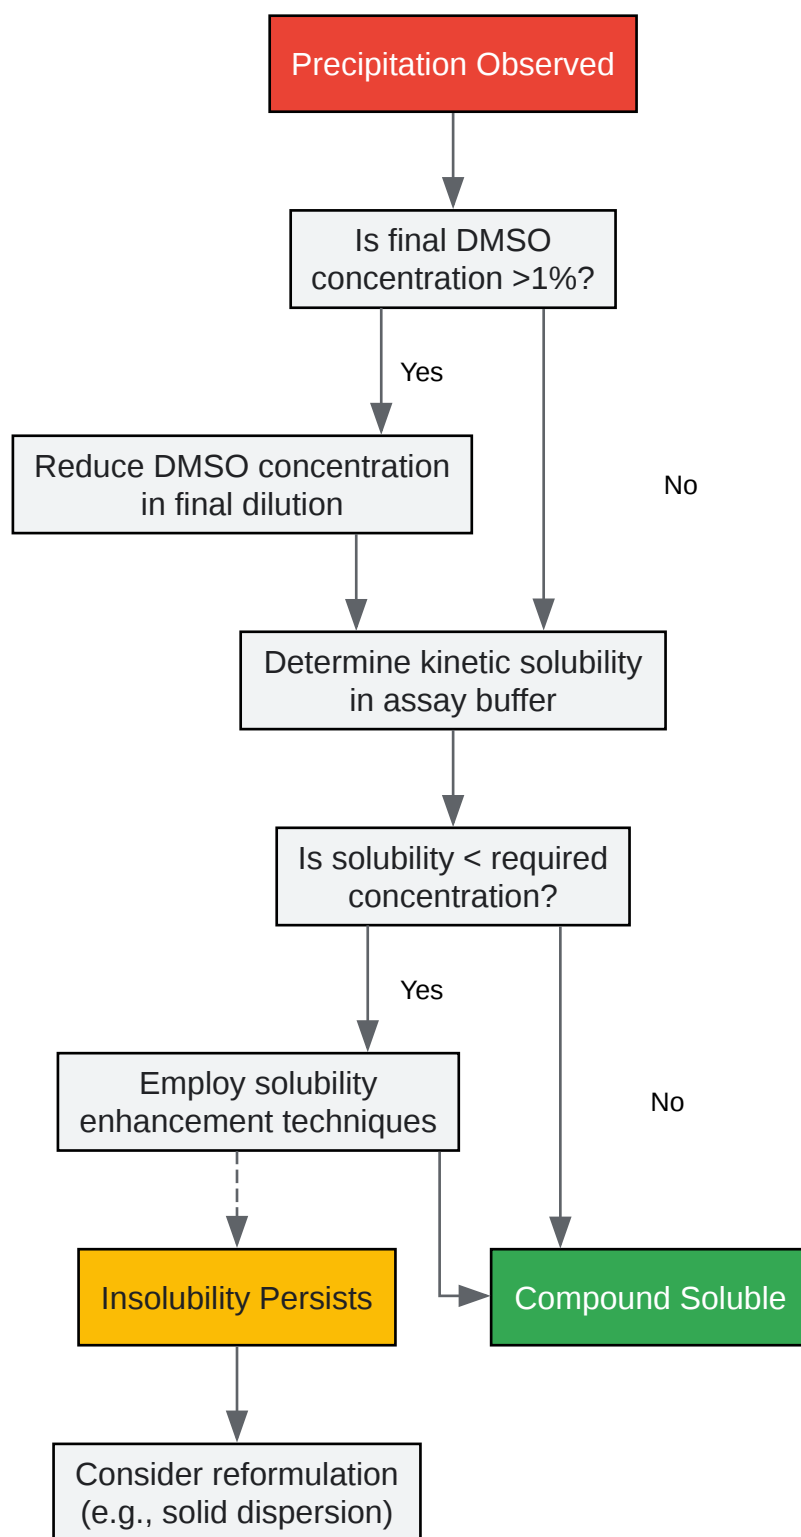 Precipitation Observed
Is final DMSO
concentration >1%?
Yes
Reduce DMSO concentration
in final dilution
No
Determine kinetic solubility
in assay buffer
Is solubility < required
concentration?
Yes
Employ solubility
enhancement techniques
No
Insolubility Persists
Compound Soluble
Consider reformulation
(e.g., solid dispersion)